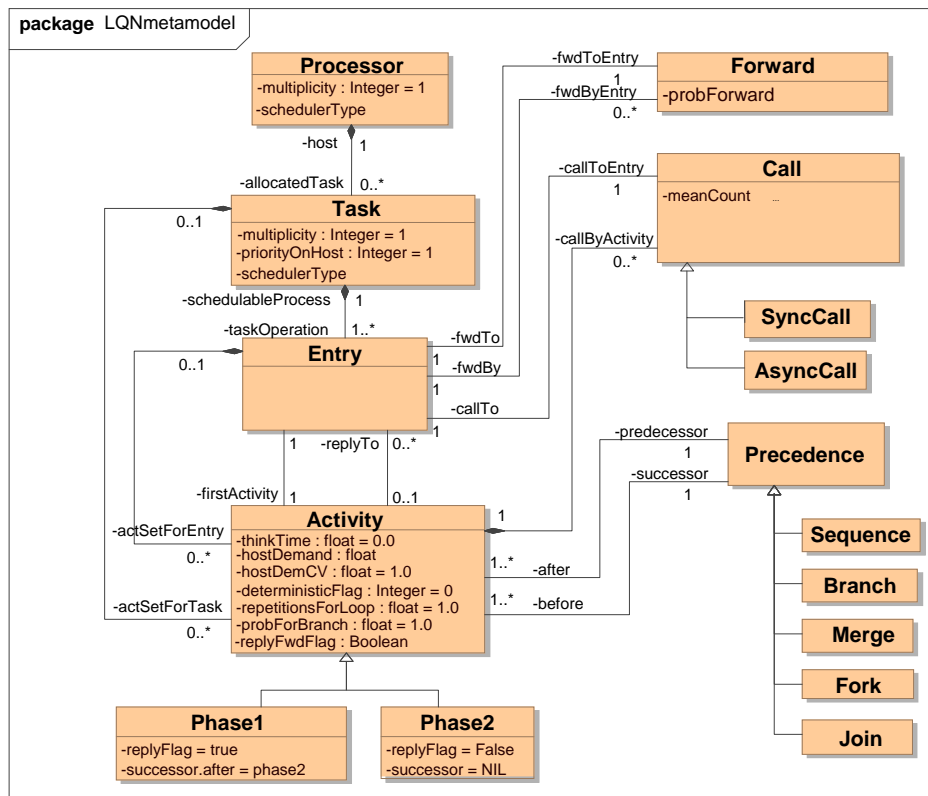 package LQNmetamodel
Processor
-multiplicity : Integer = 1
-schedulerType
-fwdToEntry
1
-fwdByEntry
0..*
Forward
-probForward
-host
1
-allocatedTask
0..*
-callToEntry
1
-callByActivity
0..*
Call
-meanCount ...
0..1
Task
-multiplicity : Integer = 1
-priorityOnHost : Integer = 1
-schedulerType
-schedulableProcess
1
-taskOperation
1..*
SyncCall
AsyncCall
0..1
Entry
-fwdTo
1
-fwdBy
1
-callTo
1
1
-replyTo
0..*
-predecessor
1
-successor
1
Precedence
-firstActivity
1
0..1
-actSetForEntry
0..*
-actSetForTask
0..*
Activity
-thinkTime : float = 0.0
-hostDemand : float
-hostDemCV : float = 1.0
-deterministicFlag : Integer = 0
-repetitionsForLoop : float = 1.0
-probForBranch : float = 1.0
-replyFwdFlag : Boolean
1
1..*
-after
1..*
-before
Sequence
Branch
Merge
Fork
Join
Phase1
-replyFlag = true
-successor.after = phase2
Phase2
-replyFlag = False
-successor = NIL